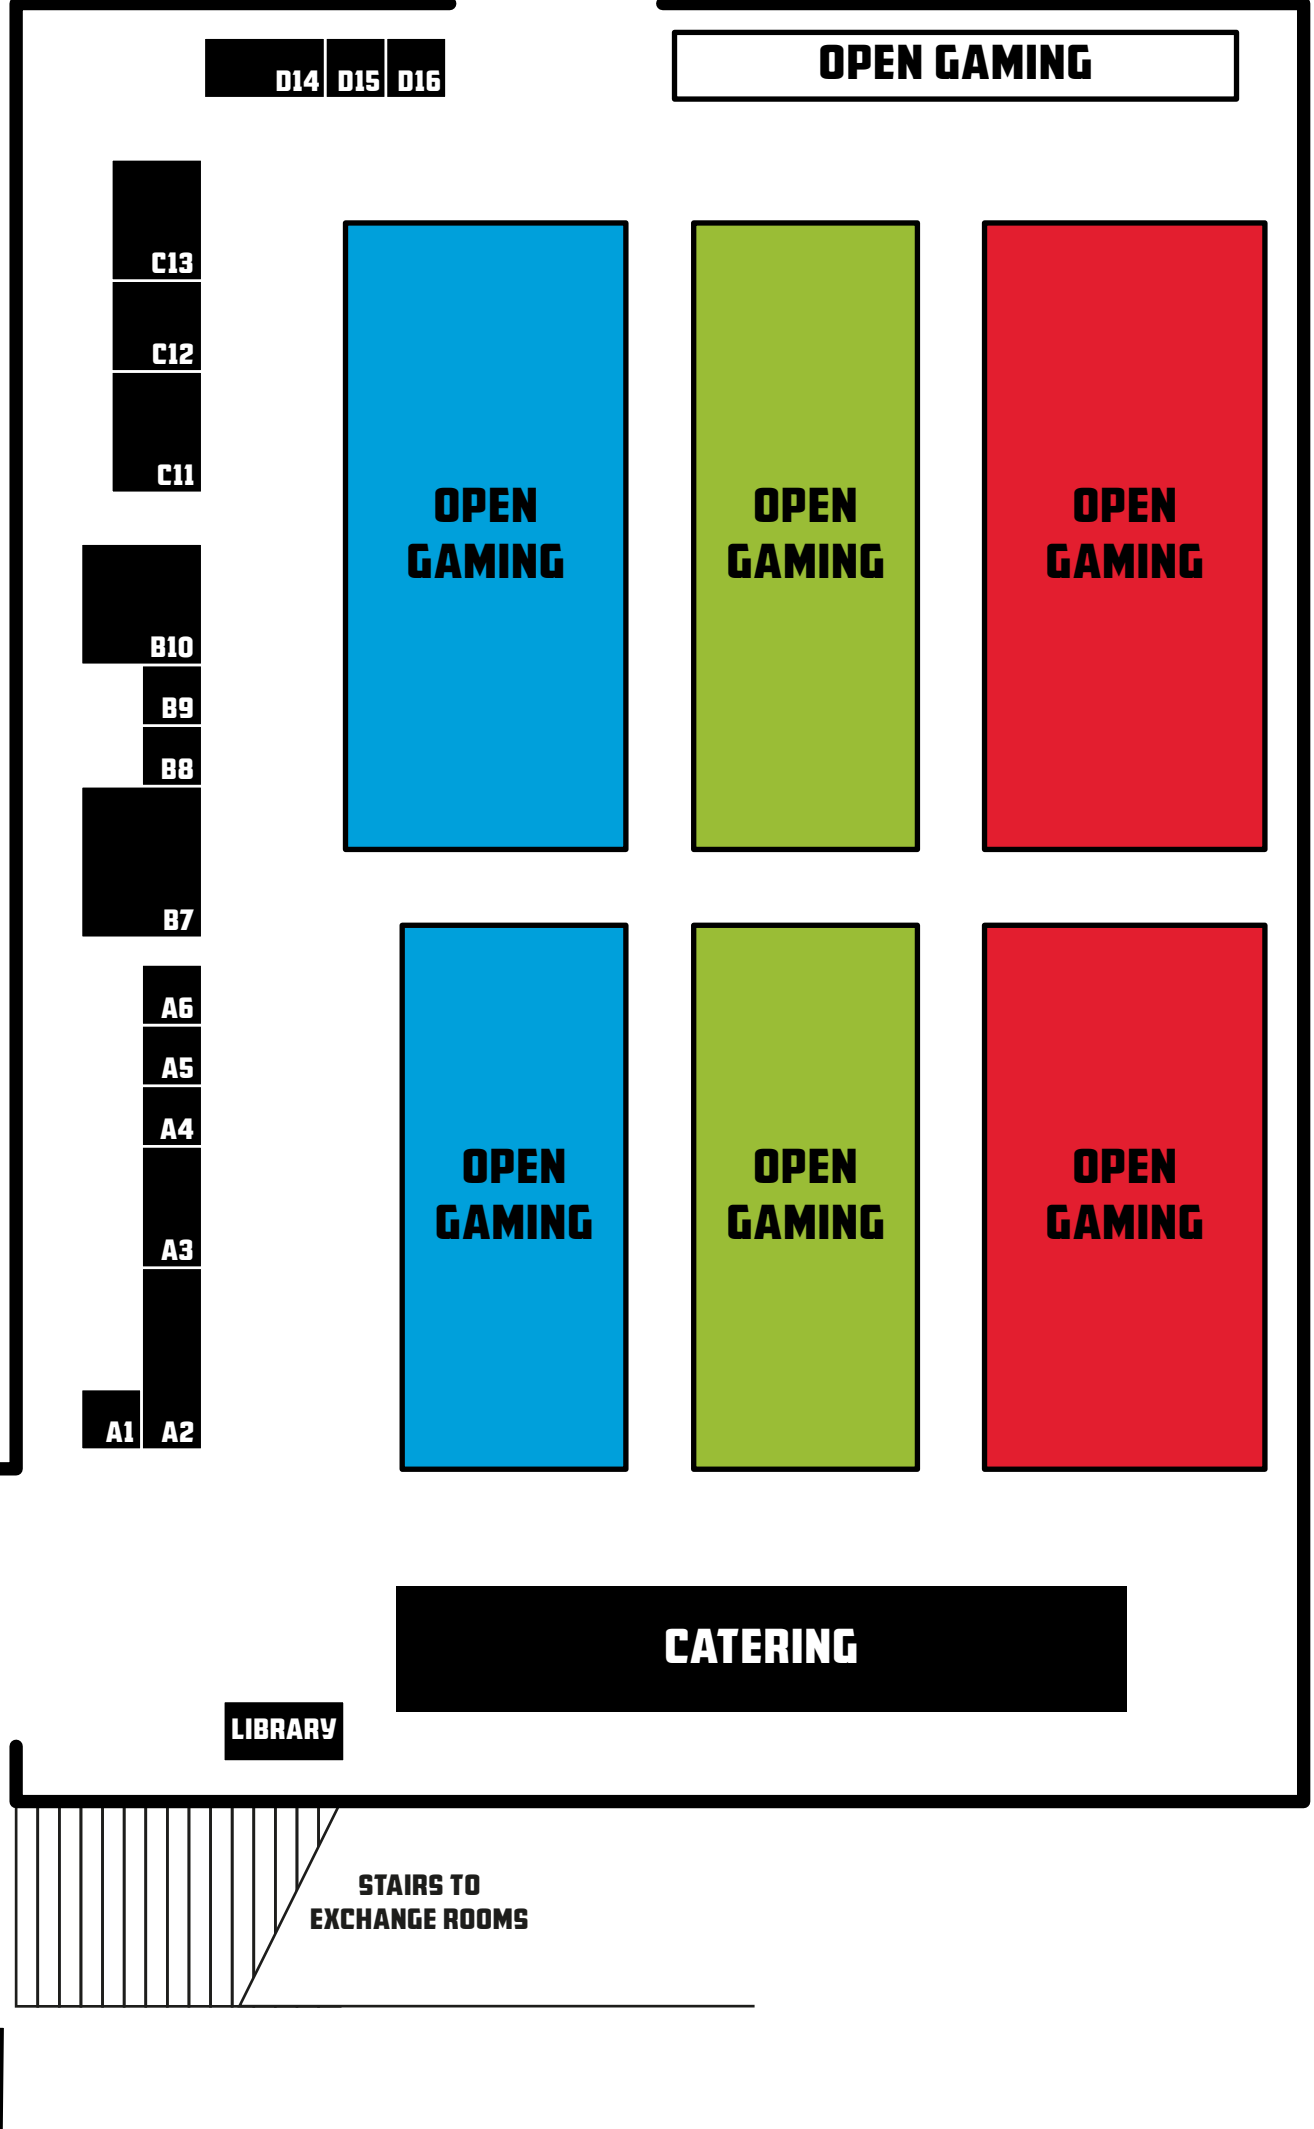 D14 D15 D16
OPEN GAMING
C13
C12
C11
OPEN
GAMING
OPEN
GAMING
OPEN
GAMING
B10
B9
B8
B7
A6
A5
A4
A3
A1 A2
OPEN
GAMING
OPEN
GAMING
OPEN
GAMING
CATERING
LIBRARY
STAIRS TO
EXCHANGE ROOMS